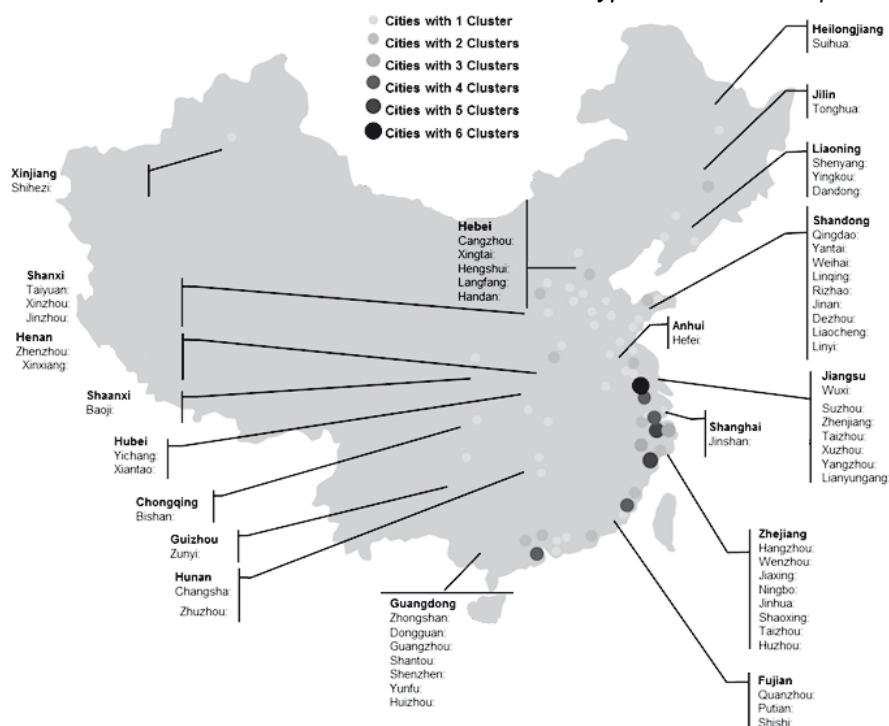 Cities with 1 Cluster
Cities with 2 Clusters
Cities with 3 Clusters
Cities with 4 Clusters
Cities with 5 Clusters
Cities with 6 Clusters
Heilongjiang
Suihua:
Jilin
Tonghua:
Liaoning
Shenyang:
Yingkou:
Dandong:
Xinjiang
Shihezi:
Hebei
Cangzhou:
Xingtai:
Hengshui:
Langfang:
Handan:
Shandong
Qingdao:
Yantai:
Weihai:
Linqing:
Rizhao:
Jinan:
Dezhou:
Liaocheng:
Linyi:
Shanxi
Taiyuan:
Xinzhou:
Jinzhou:
Henan
Zhenzhou:
Xinxiang:
Anhui
Hefei:
Shaanxi
Baoji:
Jiangsu
Wuxi:
Suzhou:
Zhenjiang:
Taizhou:
Xuzhou:
Yangzhou:
Lianyungang:
Shanghai
Jinshan:
Hubei
Yichang:
Xiantao:
Chongqing
Bishan:
Guizhou
Zunyi:
Hunan
Changsha:
Zhuzhou:
Guangdong
Zhongshan:
Dongguan:
Guangzhou:
Shantou:
Shenzhen:
Yunfu:
Huizhou:
Zhejiang
Hangzhou:
Wenzhou:
Jiaxing:
Ningbo:
Jinhua:
Shaoxing:
Taizhou:
Huzhou:
Fujian
Quanzhou:
Putian:
Shishi: